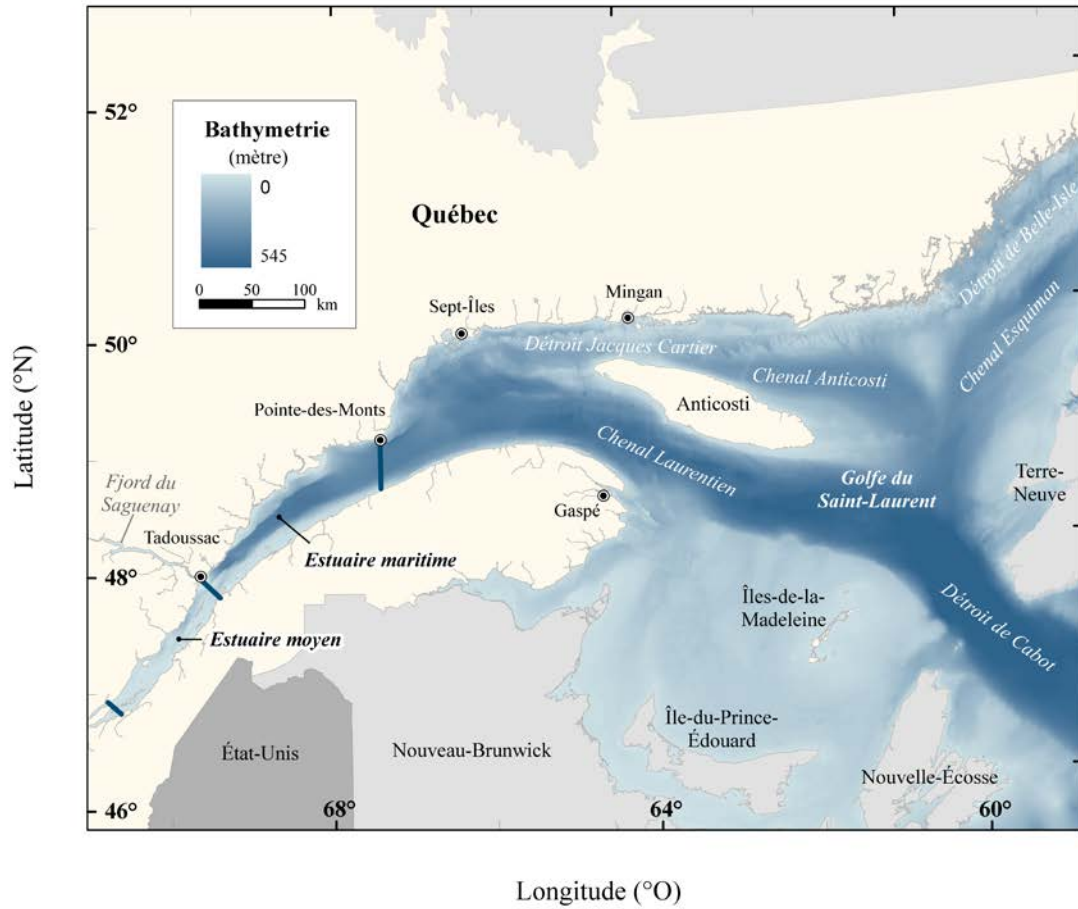 52°
Bathymetrie
(mètre)
0
545
0 50 100
km
Québec
Détroit de Belle-Isle
Sept-Îles
Mingan
50°
Détroit Jacques Cartier
Chenal Esquiman
Chenal Anticosti
Pointe-des-Monts
Anticosti
Chenal Laurentien
Latitude (°N)
Fjord du
Saguenay
Golfe du
Saint-Laurent
Terre-
Neuve
Gaspé
Tadoussac
Estuaire maritime
48°
Îles-de-la-
Madeleine
Détroit de Cabot
Estuaire moyen
Île-du-Prince-
Édouard
État-Unis
Nouveau-Brunwick
Nouvelle-Écosse
46°
68°
64°
60°
Longitude (°O)